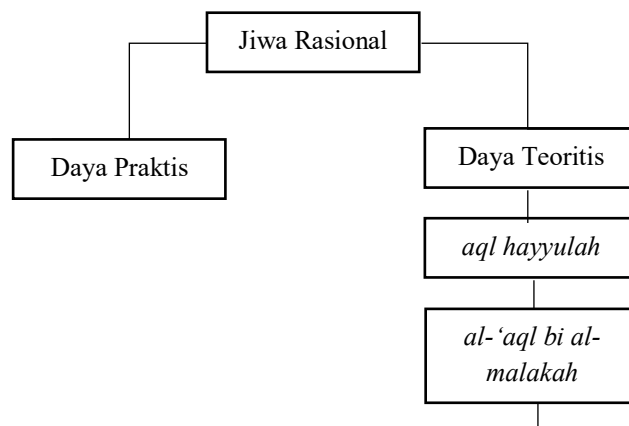 Jiwa Rasional
Daya Praktis
Daya Teoritis
aql hayyulah
al-‘aql bi al-
malakah